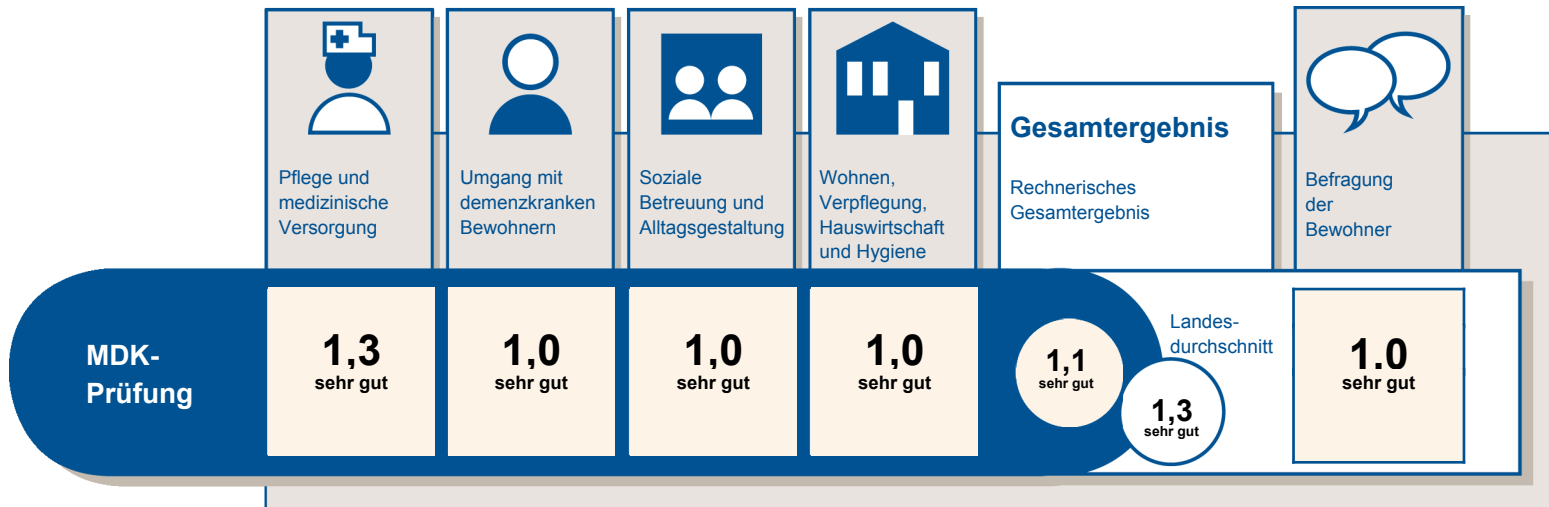 Pflege und
medizinische
Versorgung
Umgang mit
demenzkranken
Bewohnern
Soziale
Betreuung und
Alltagsgestaltung
Wohnen,
Verpflegung,
Hauswirtschaft
und Hygiene
Gesamtergebnis
Rechnerisches
Gesamtergebnis
Befragung
der
Bewohner
MDK-
Prüfung
1,3
sehr gut
1,0
sehr gut
1,0
sehr gut
1,0
sehr gut
1,1
sehr gut
Landes-
durchschnitt
1,3
sehr gut
1.0
sehr gut